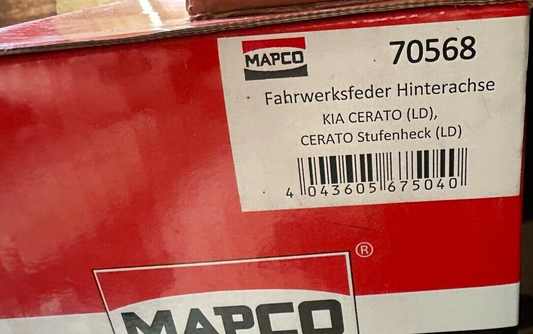 MAPCO
70568
Fahrwerksfeder Hinterachse
KIA CERATO (LD),
CERATO Stufenheck (LD)
4 043605 675040
®
MAPCO